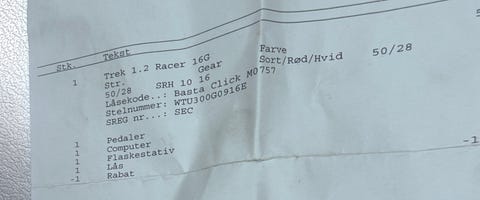 Stk. Tekst
1 Trek 1.2 Racer 16G Farve
Str. Gear Sort/Rød/Hvid 50/28
50/28 SRH 10 16
Låsekode..: Basta Click M0757
Stelnummer: WTU300G0916E
SREG nr...: SEC
1 Pedaler
1 Computer
1 Flaskestativ
1 Lås
-1 Rabat